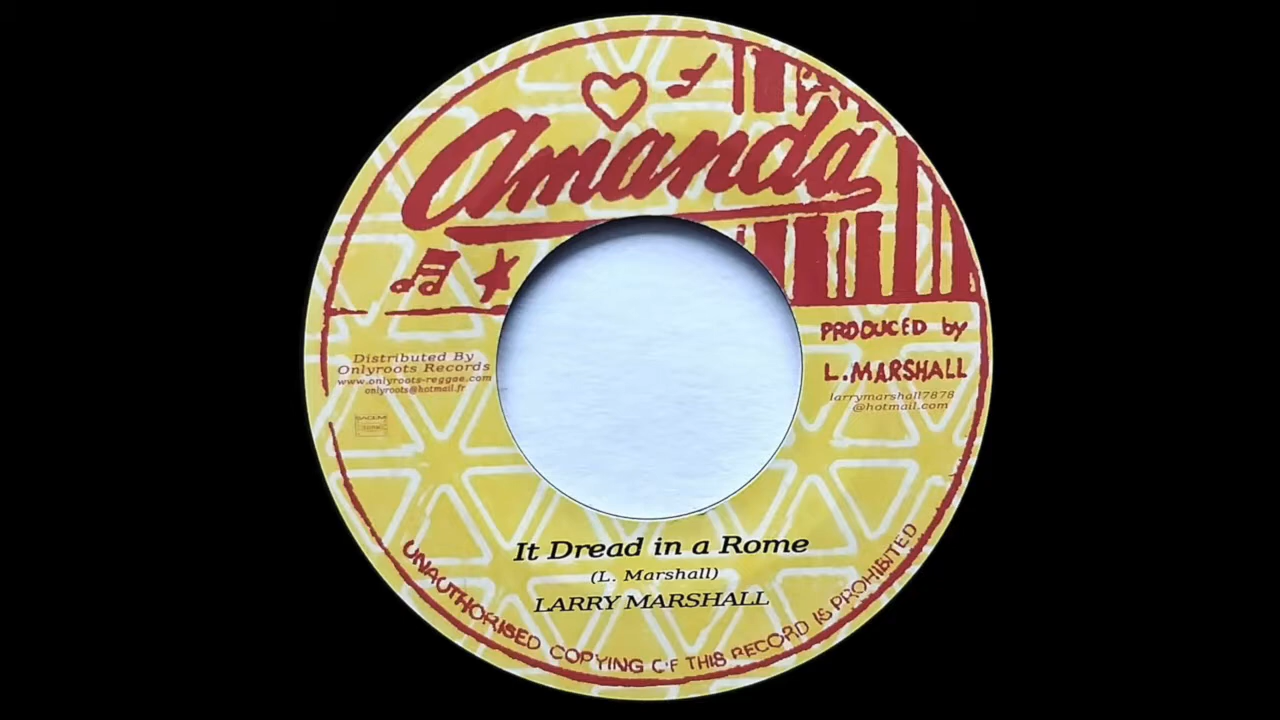 Amanda
Distributed By
Onlyroots Records
www.onlyroots-reggae.com
onlyroots@hotmail.fr
PRODUCED by
L. MARSHALL
larrymarshall7878
@hotmail.com
It Dread in a Rome
(L. Marshall)
LARRY MARSHALL
UNAUTHORISED COPYING OF THIS RECORD IS PROHIBITED